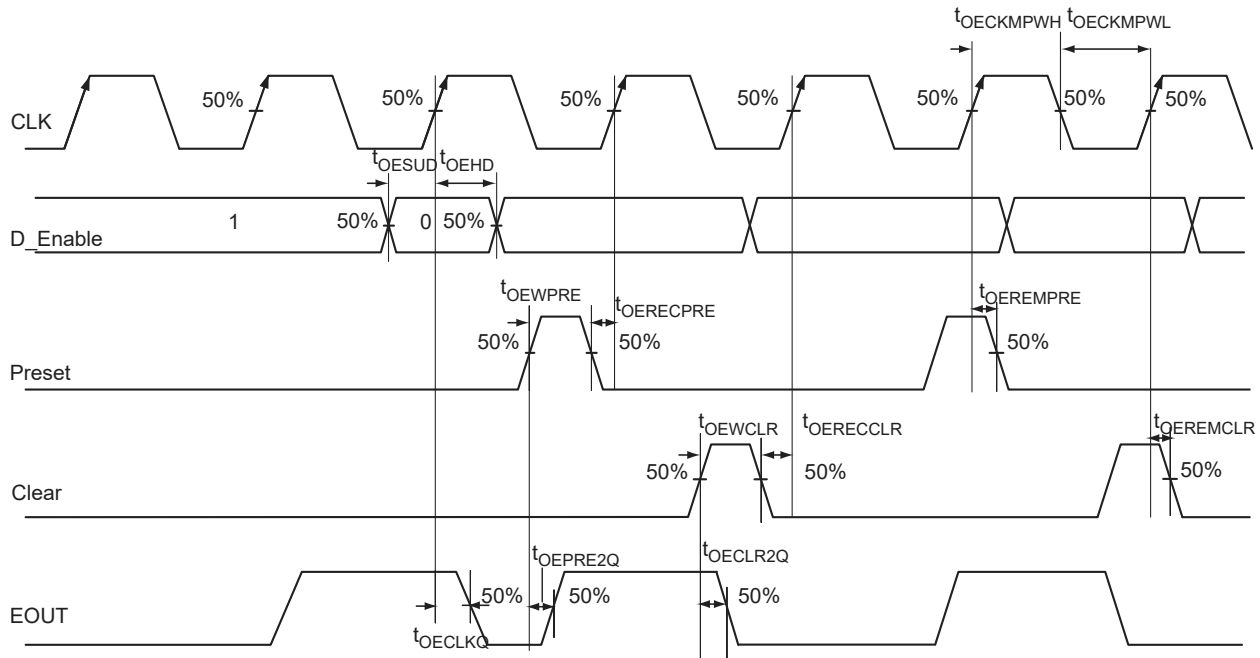 tOECKMPWH tOECKMPWL
CLK 50% 50% 50% 50% 50% 50% 50%
tOESUD tOEHD
D_Enable 1 50% 0 50%
tOEWPRE tOERECPRE tOEREMPRE
Preset 50% 50% 50%
tOEWCLR tOERECCLR tOEREMCLR
Clear 50% 50% 50%
tOEPRE2Q tOECLR2Q
EOUT 50% 50% 50%
tOECLKQ